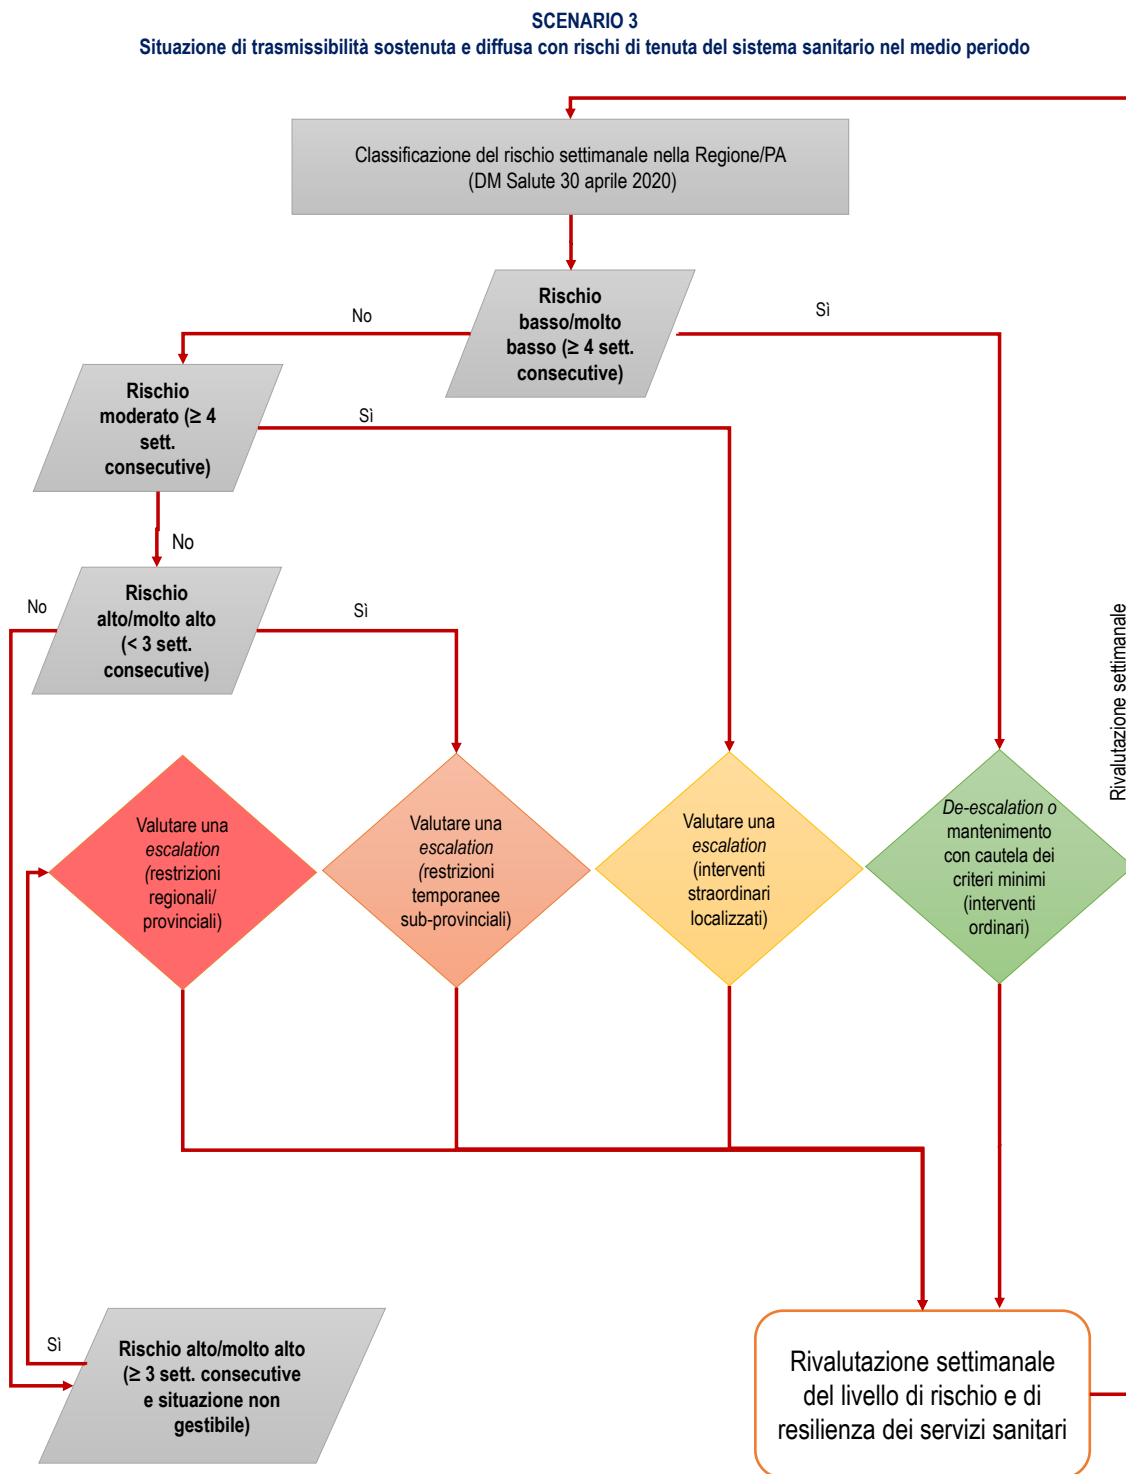 SCENARIO 3
Situazione di trasmissibilità sostenuta e diffusa con rischi di tenuta del sistema sanitario nel medio periodo
Classificazione del rischio settimanale nella Regione/PA
(DM Salute 30 aprile 2020)
Rischio
basso/molto
basso (≥ 4 sett.
consecutive)
No
Sì
Rischio
moderato (≥ 4
sett.
consecutive)
Sì
No
Rischio
alto/molto alto
(< 3 sett.
consecutive)
No
Sì
Rivalutazione settimanale
Valutare una
escalation
(restrizioni
regionali/
provinciali)
Valutare una
escalation
(restrizioni
temporanee
sub-provinciali)
Valutare una
escalation
(interventi
straordinari
localizzati)
De-escalation o
mantenimento
con cautela dei
criteri minimi
(interventi
ordinari)
Sì
Rischio alto/molto alto
(≥ 3 sett. consecutive
e situazione non
gestibile)
Rivalutazione settimanale
del livello di rischio e di
resilienza dei servizi sanitari